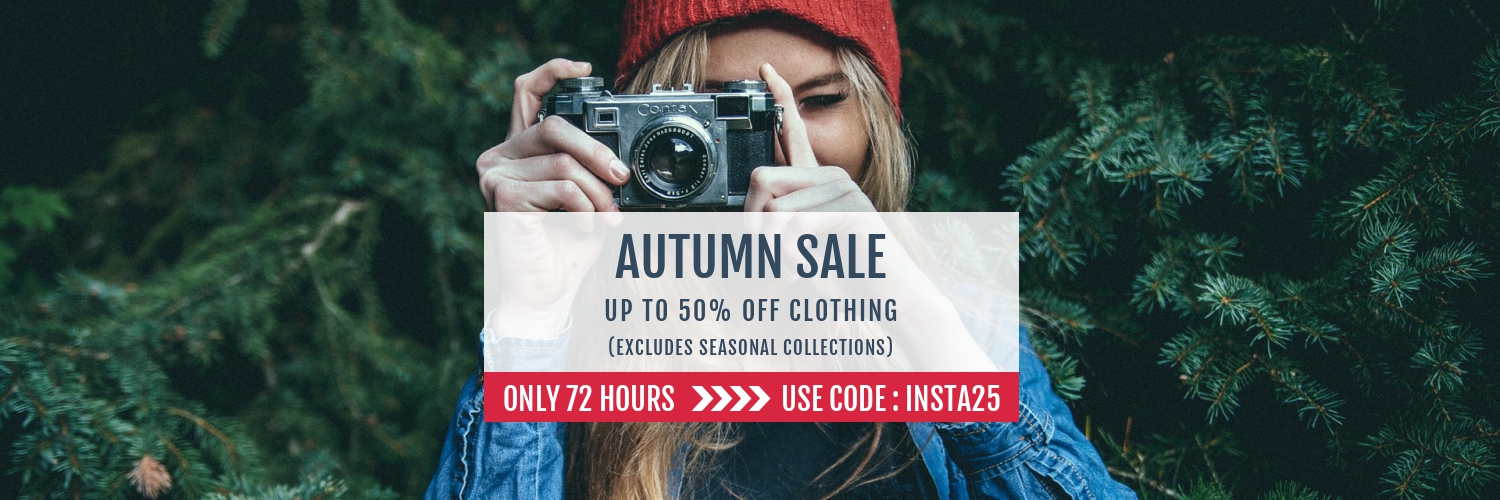 Contax
AUTUMN SALE
UP TO 50% OFF CLOTHING
(EXCLUDES SEASONAL COLLECTIONS)
ONLY 72 HOURS USE CODE : INSTA25